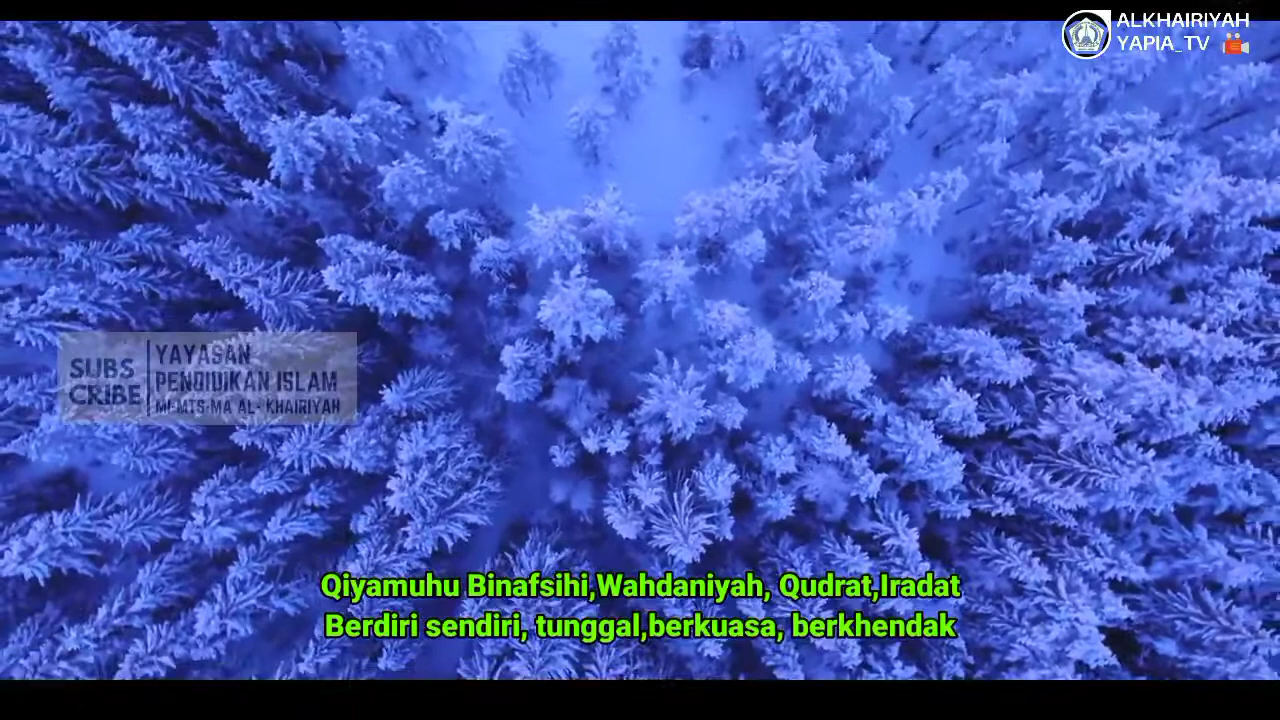 ALKHAIRIYAH
YAPIA_TV
SUBS
CRIBE
YAYASAN
PENDIDIKAN ISLAM
MI-MTS-MA AL- KHAIRIYAH
Qiyamuhu Binafsihi,Wahdaniyah, Qudrat,Iradat
Berdiri sendiri, tunggal,berkuasa, berkhendak